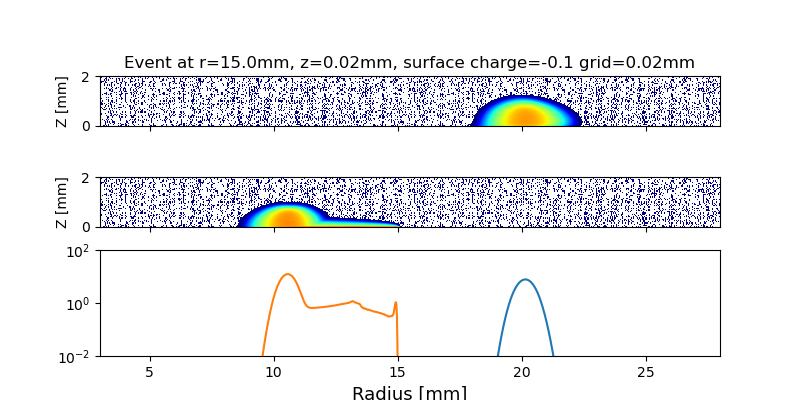 Event at r=15.0mm, z=0.02mm, surface charge=-0.1 grid=0.02mm
2
Z [mm]
0
2
Z [mm]
0
10²
10⁰
10⁻²
5 10 15 20 25
Radius [mm]